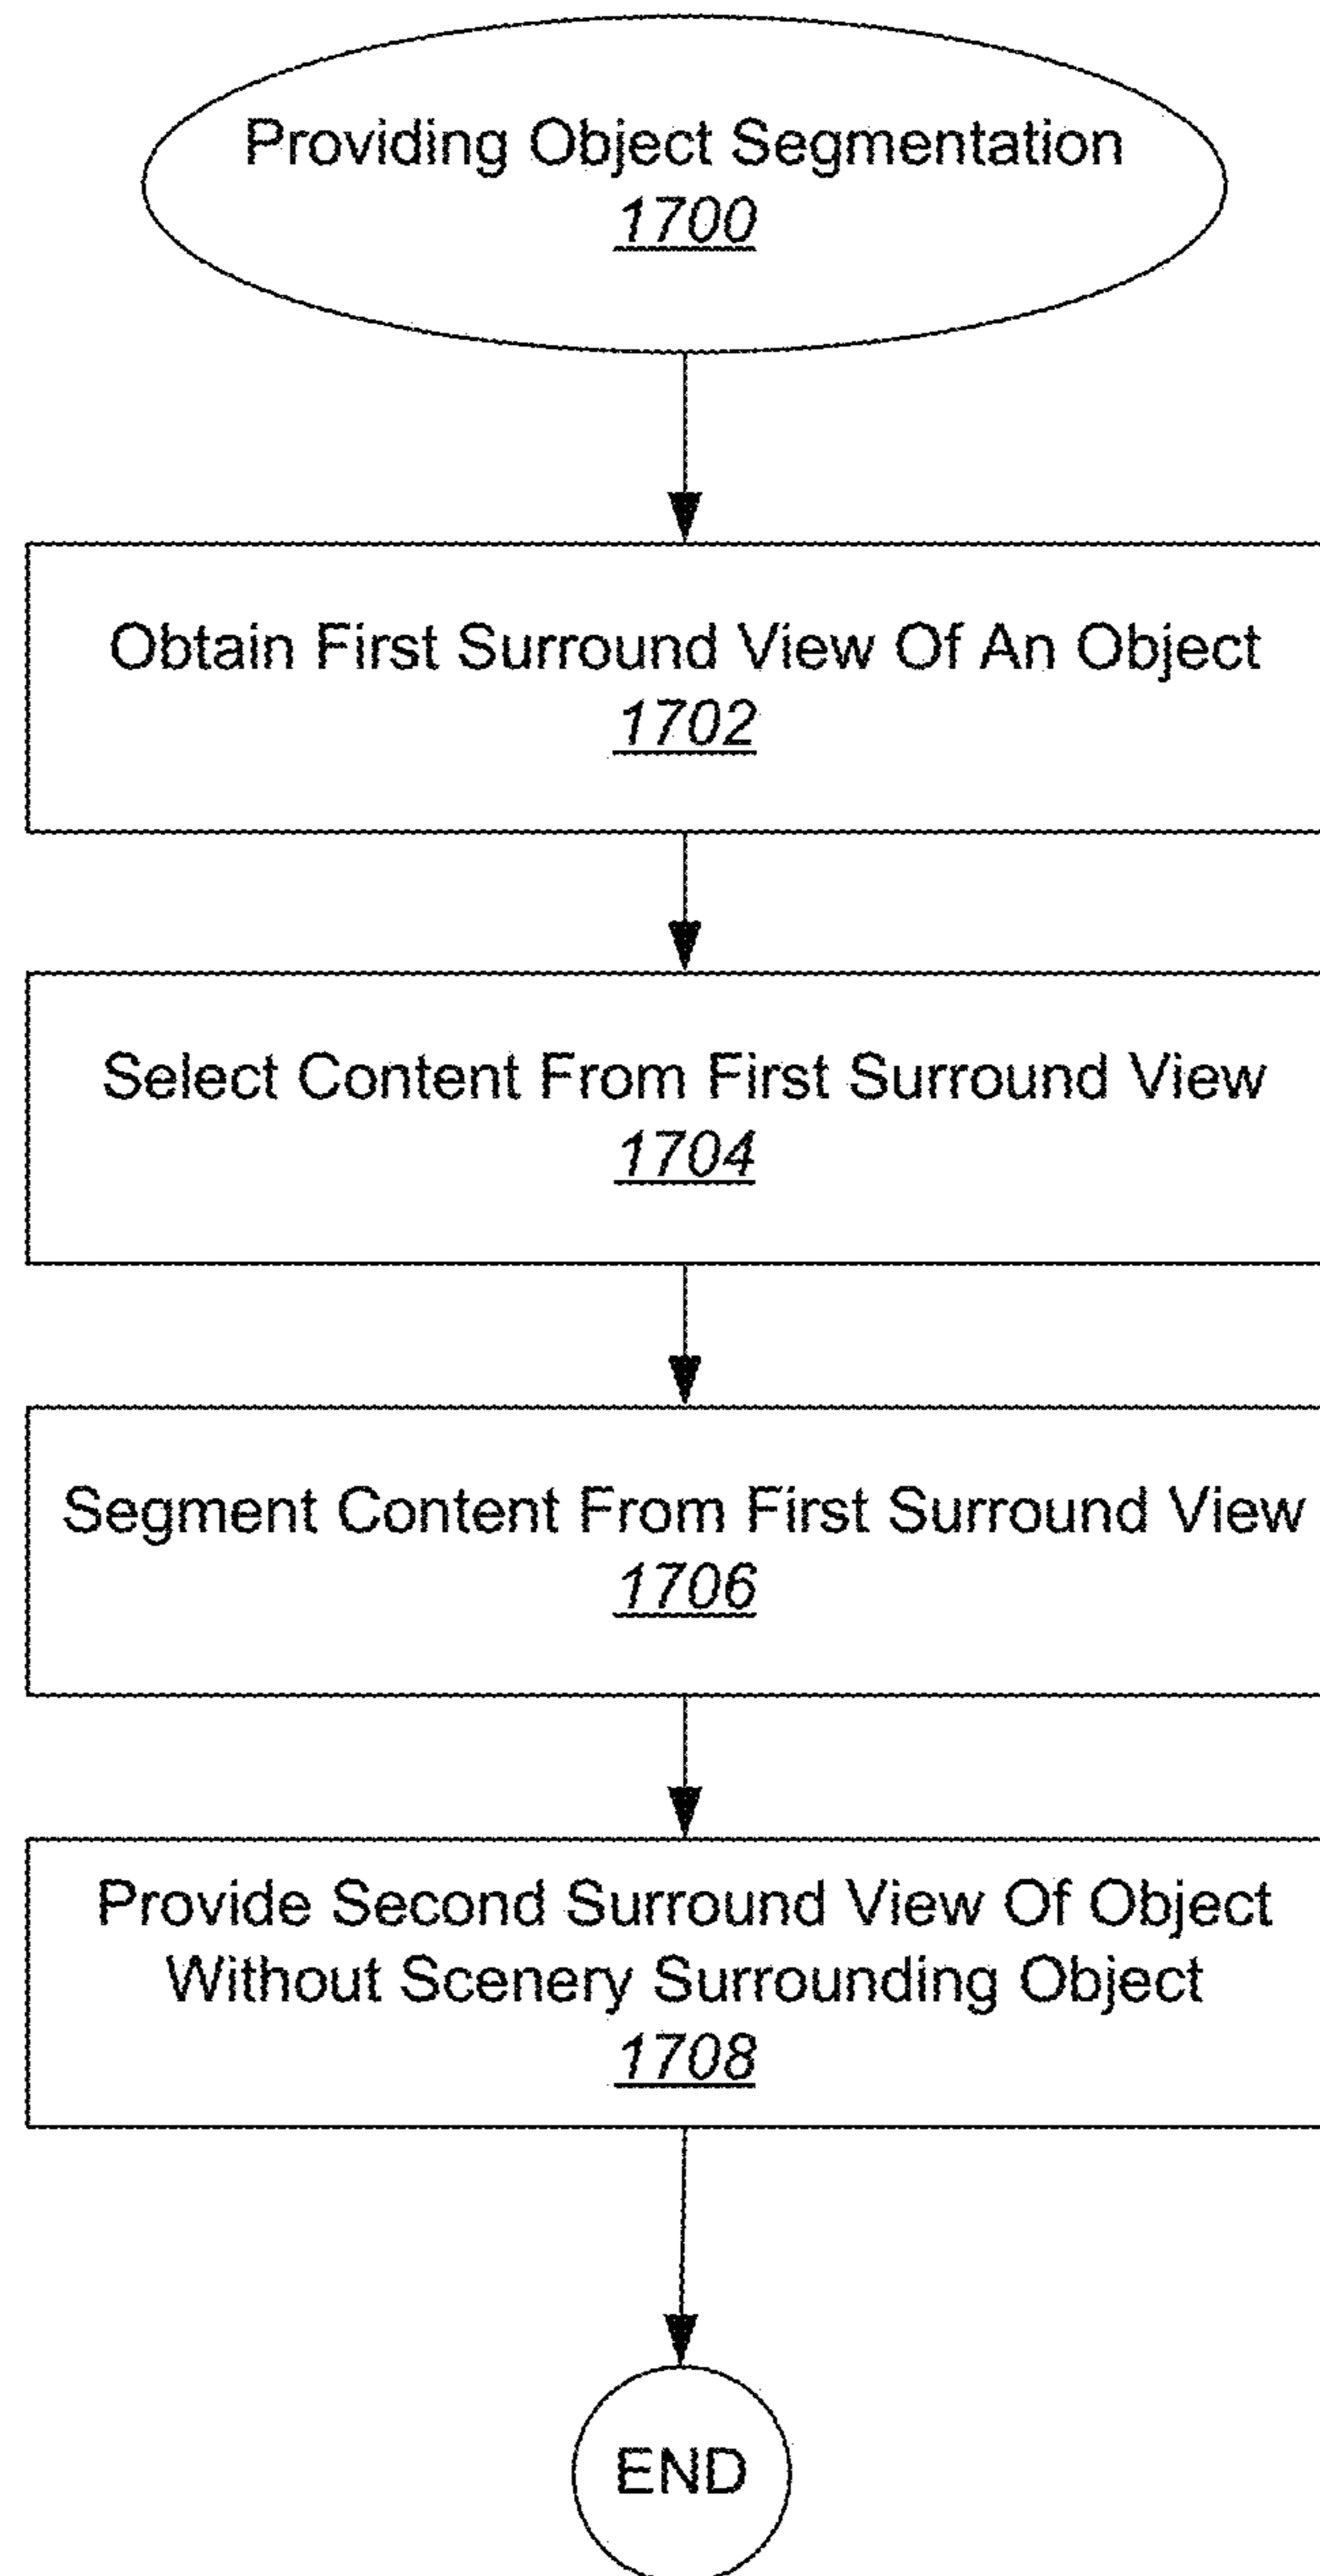 Providing Object Segmentation
1700
Obtain First Surround View Of An Object
1702
Select Content From First Surround View
1704
Segment Content From First Surround View
1706
Provide Second Surround View Of Object
Without Scenery Surrounding Object
1708
END